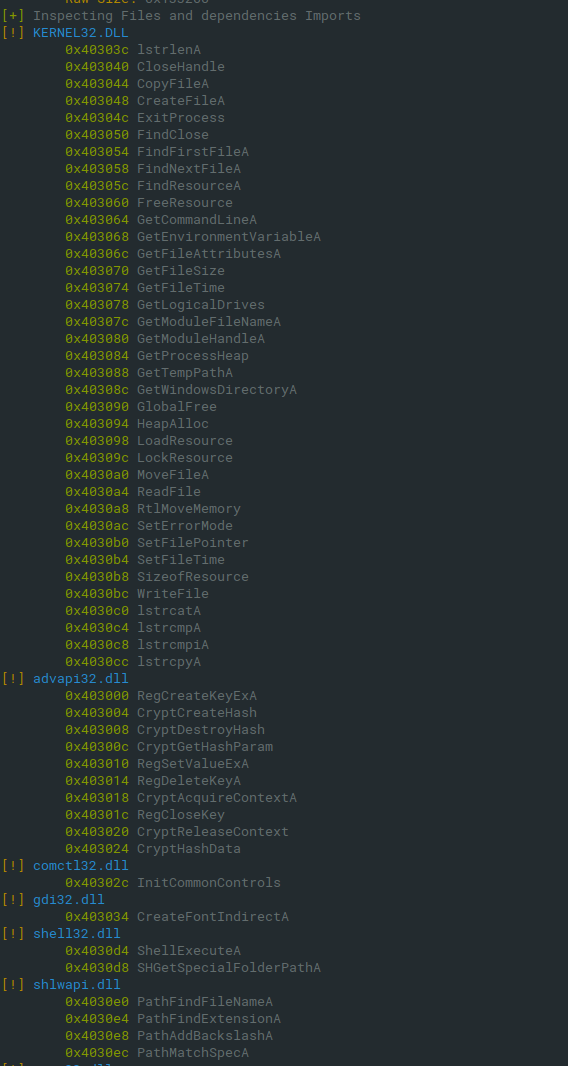 [+] Inspecting Files and dependencies Imports
[!] KERNEL32.DLL
0x40303c lstrlenA
0x403040 CloseHandle
0x403044 CopyFileA
0x403048 CreateFileA
0x40304c ExitProcess
0x403050 FindClose
0x403054 FindFirstFileA
0x403058 FindNextFileA
0x40305c FindResourceA
0x403060 FreeResource
0x403064 GetCommandLineA
0x403068 GetEnvironmentVariableA
0x40306c GetFileAttributesA
0x403070 GetFileSize
0x403074 GetFileTime
0x403078 GetLogicalDrives
0x40307c GetModuleFileNameA
0x403080 GetModuleHandleA
0x403084 GetProcessHeap
0x403088 GetTempPathA
0x40308c GetWindowsDirectoryA
0x403090 GlobalFree
0x403094 HeapAlloc
0x403098 LoadResource
0x40309c LockResource
0x4030a0 MoveFileA
0x4030a4 ReadFile
0x4030a8 RtlMoveMemory
0x4030ac SetErrorMode
0x4030b0 SetFilePointer
0x4030b4 SetFileTime
0x4030b8 SizeofResource
0x4030bc WriteFile
0x4030c0 lstrcatA
0x4030c4 lstrcmpA
0x4030c8 lstrcmpiA
0x4030cc lstrcpyA
[!] advapi32.dll
0x403000 RegCreateKeyExA
0x403004 CryptCreateHash
0x403008 CryptDestroyHash
0x40300c CryptGetHashParam
0x403010 RegSetValueExA
0x403014 RegDeleteKeyA
0x403018 CryptAcquireContextA
0x40301c RegCloseKey
0x403020 CryptReleaseContext
0x403024 CryptHashData
[!] comctl32.dll
0x40302c InitCommonControls
[!] gdi32.dll
0x403034 CreateFontIndirectA
[!] shell32.dll
0x4030d4 ShellExecuteA
0x4030d8 SHGetSpecialFolderPathA
[!] shlwapi.dll
0x4030e0 PathFindFileNameA
0x4030e4 PathFindExtensionA
0x4030e8 PathAddBackslashA
0x4030ec PathMatchSpecA